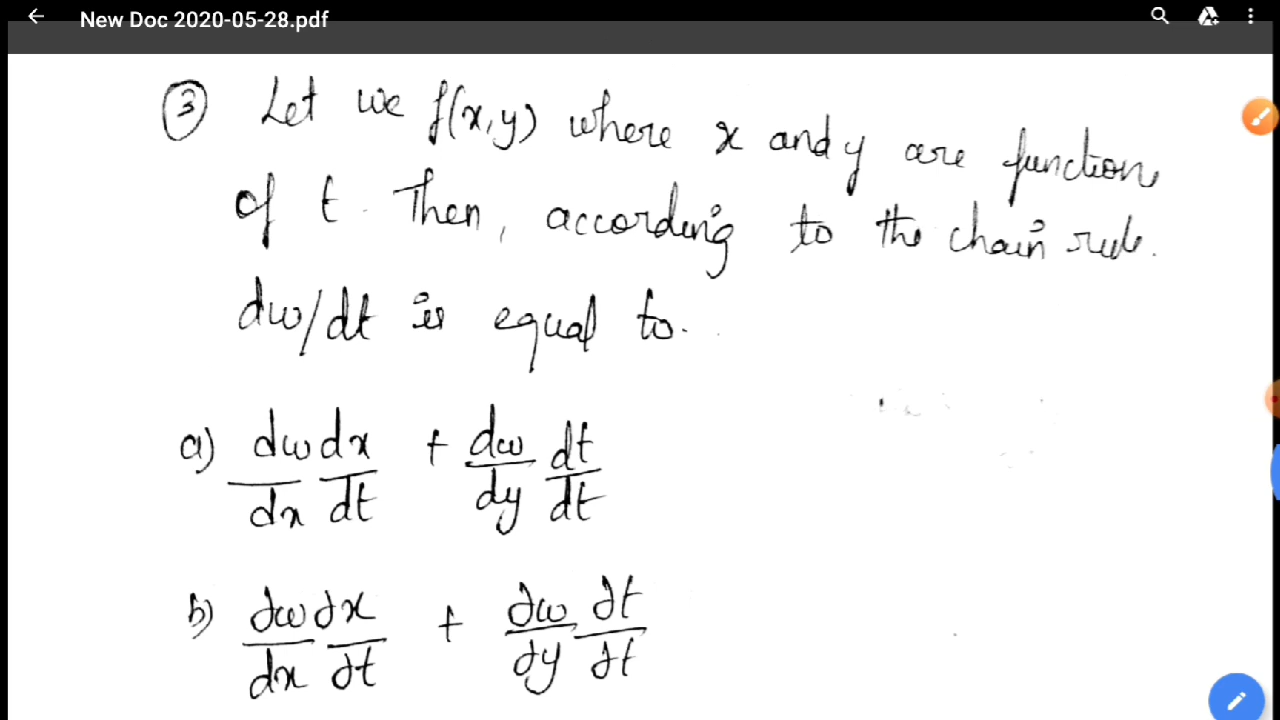 New Doc 2020-05-28.pdf
③ Let we f(x,y) where x and y are function
of t. Then, according to the chain rule.
dw/dt is equal to.
a) dw/dx dx/dt + dw/dy dt/dt
b) ∂w/dx ∂x/∂t + ∂w/∂y ∂t/∂t